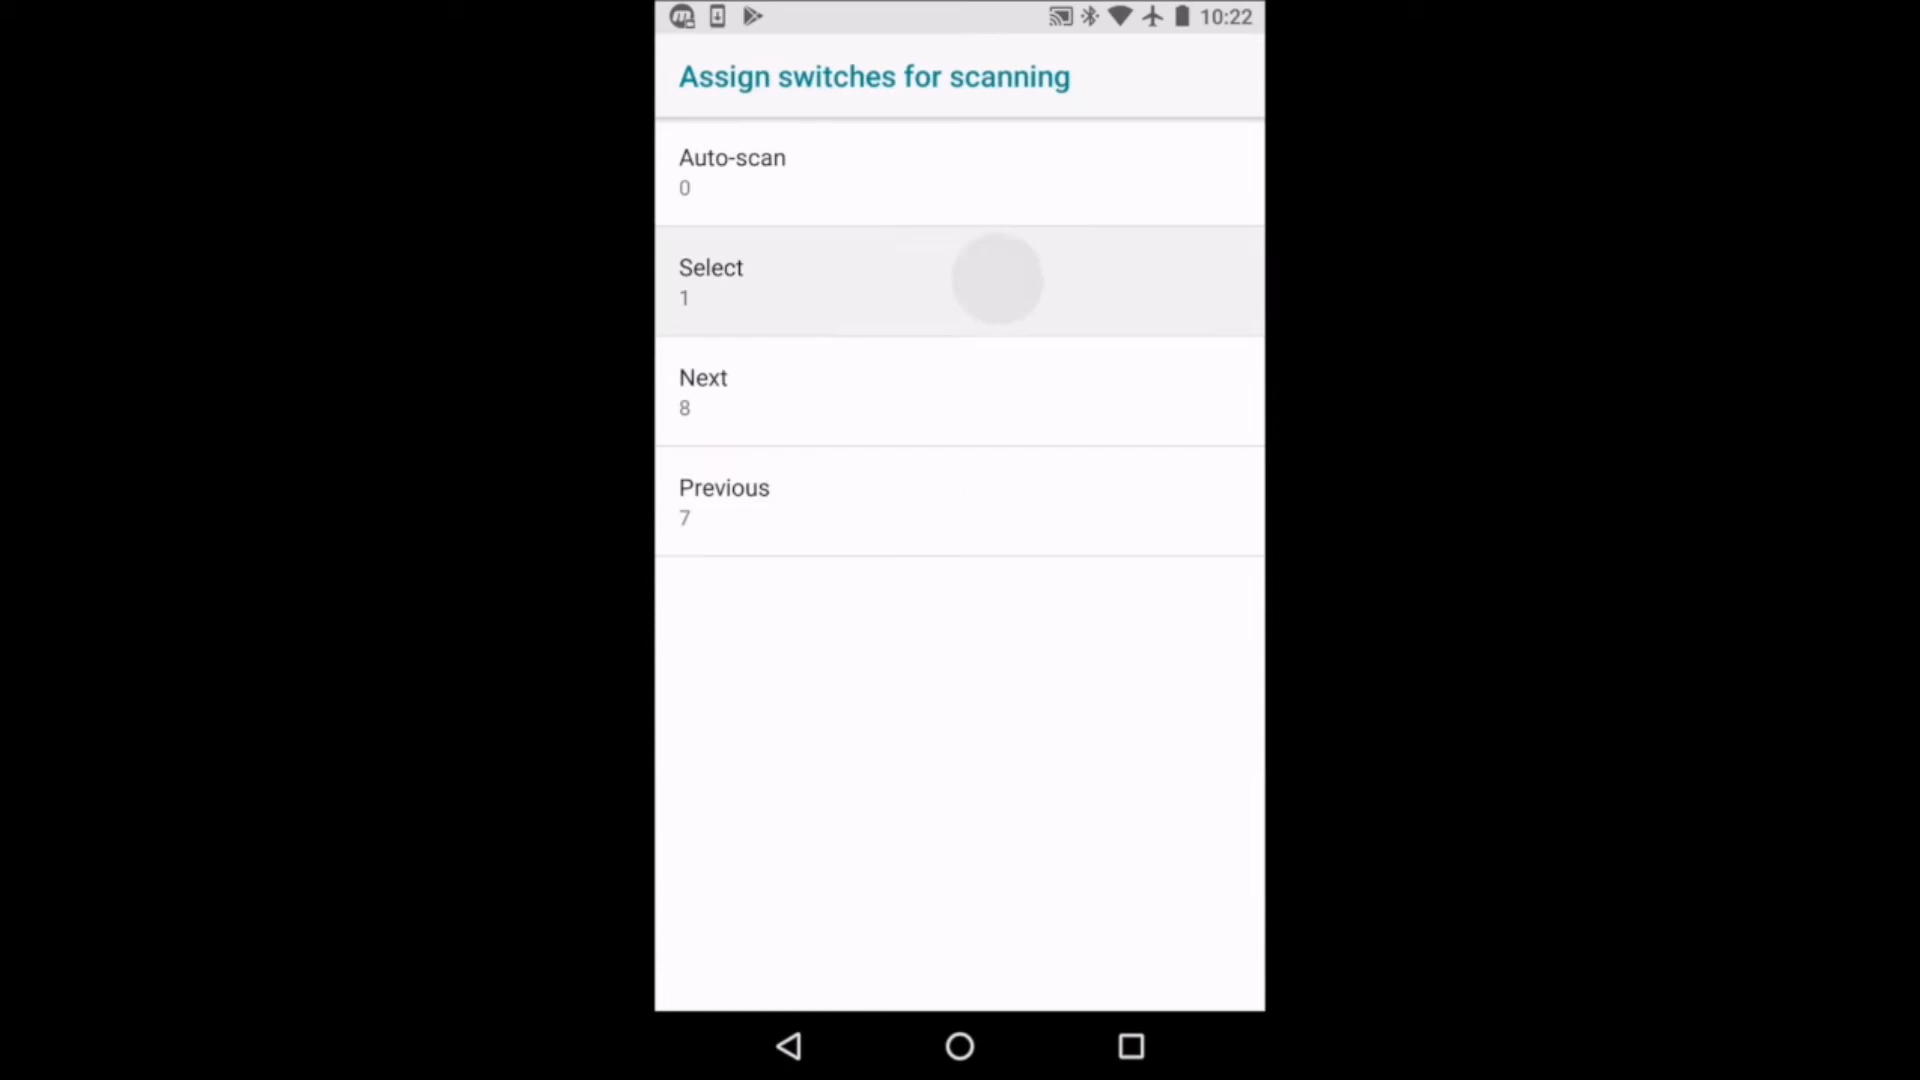 10:22
Assign switches for scanning
Auto-scan
0
Select
1
Next
8
Previous
7